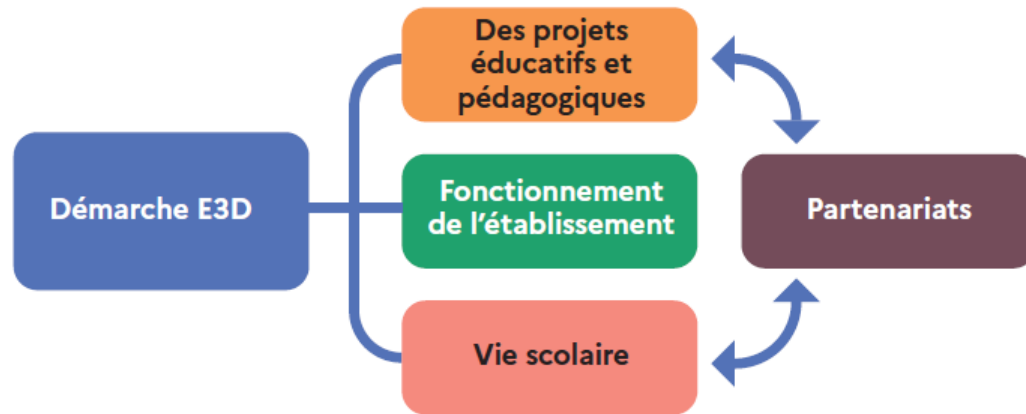 Des projets
éducatifs et
pédagogiques
Démarche E3D
Fonctionnement
de l'établissement
Partenariats
Vie scolaire